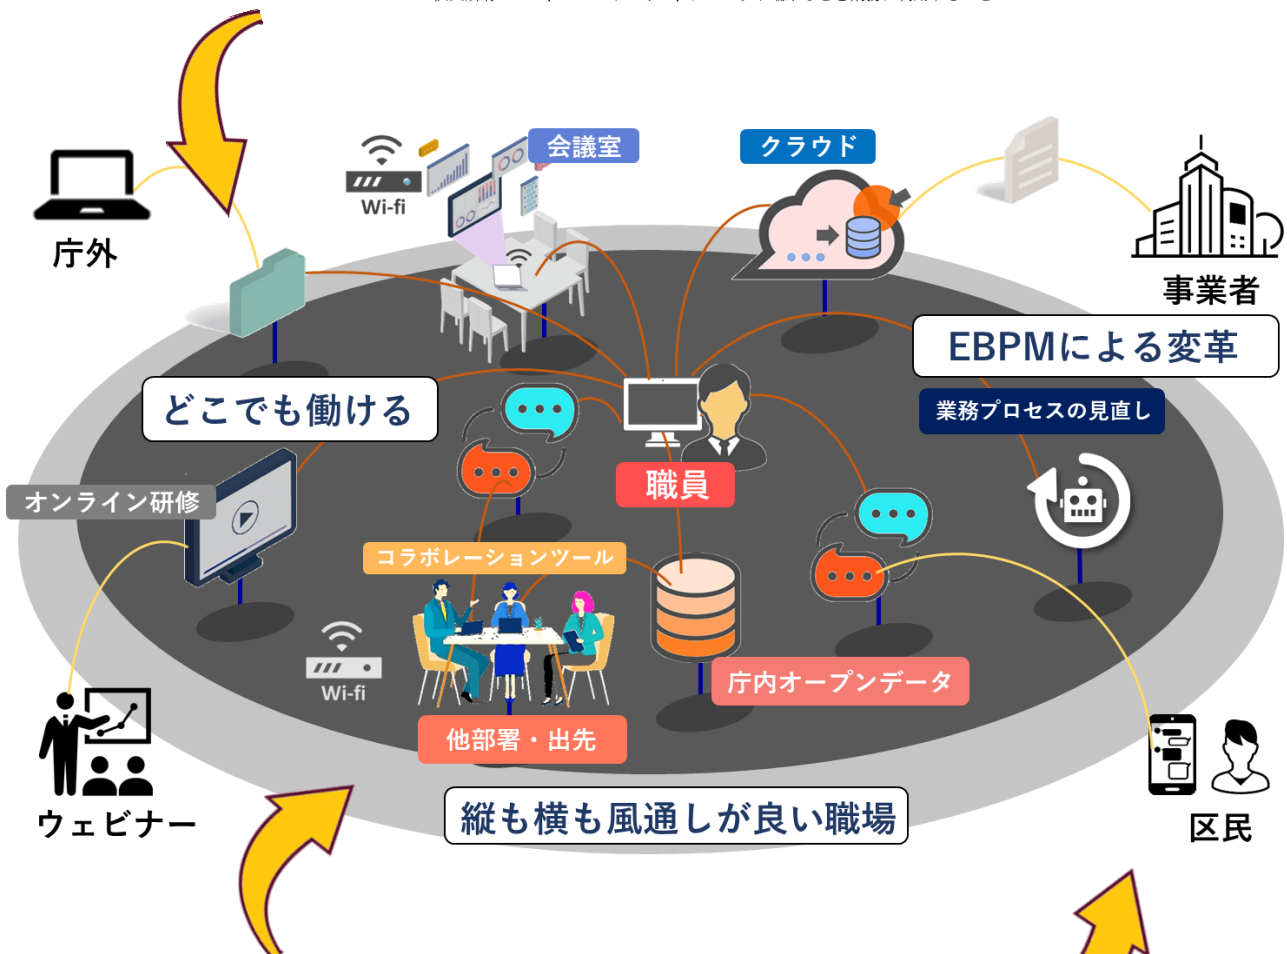 会議室
クラウド
Wi-fi
庁外
事業者
EBPMによる変革
どこでも働ける
業務プロセスの見直し
職員
オンライン研修
コラボレーションツール
Wi-fi
庁内オープンデータ
他部署・出先
縦も横も風通しが良い職場
ウェビナー
区民